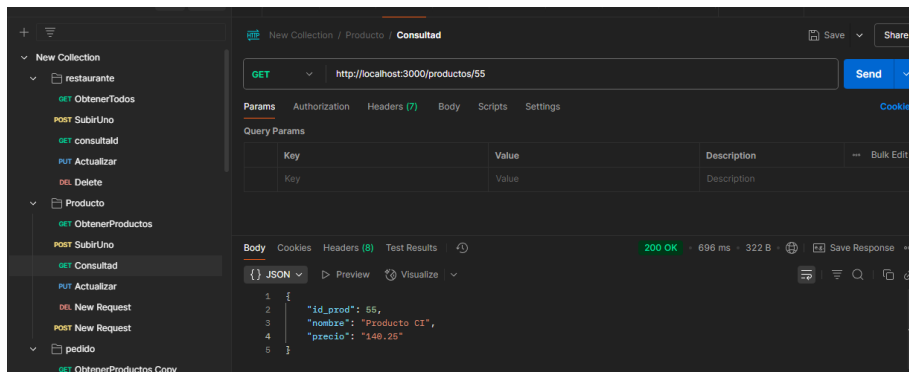 New Collection
restaurante
GET ObtenerTodos
POST SubirUno
GET consultaId
PUT Actualizar
DEL Delete
Producto
GET ObtenerProductos
POST SubirUno
GET Consultad
PUT Actualizar
DEL New Request
POST New Request
pedido
GET ObtenerProductos Copy
HTTP New Collection / Producto / Consultad
Save
Share
GET http://localhost:3000/productos/55
Send
Params Authorization Headers (7) Body Scripts Settings
Cookie
Query Params
Key Value Description ••• Bulk Edit
Key Value Description
Body Cookies Headers (8) Test Results
200 OK • 696 ms • 322 B • Save Response
{} JSON Preview Visualize
1 {
2 "id_prod": 55,
3 "nombre": "Producto CI",
4 "precio": "140.25"
5 }